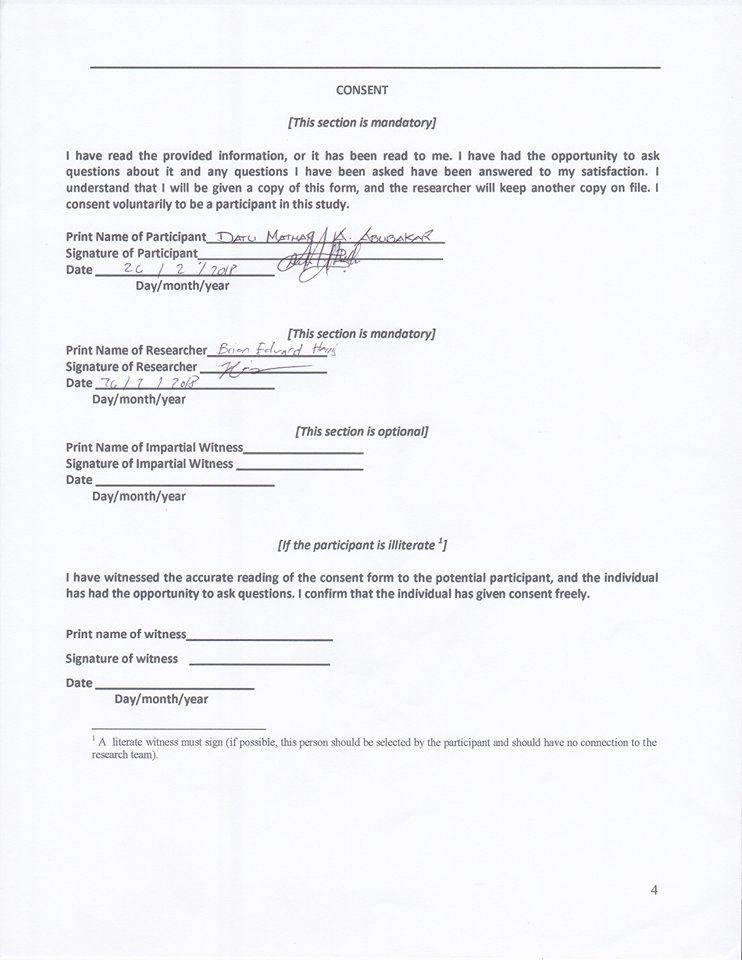 CONSENT
[This section is mandatory]
I have read the provided information, or it has been read to me. I have had the opportunity to ask
questions about it and any questions I have been asked have been answered to my satisfaction. I
understand that I will be given a copy of this form, and the researcher will keep another copy on file. I
consent voluntarily to be a participant in this study.
Print Name of Participant DATU K. ABUBAKAR
Signature of Participant
Date 26 / 2 / 2018
Day/month/year
[This section is mandatory]
Print Name of Researcher Brian Edward
Signature of Researcher
Date 26 / 2 / 2018
Day/month/year
[This section is optional]
Print Name of Impartial Witness
Signature of Impartial Witness
Date
Day/month/year
[If the participant is illiterate 1]
I have witnessed the accurate reading of the consent form to the potential participant, and the individual
has had the opportunity to ask questions. I confirm that the individual has given consent freely.
Print name of witness
Signature of witness
Date
Day/month/year
1 A literate witness must sign (if possible, this person should be selected by the participant and should have no connection to the
research team).
4